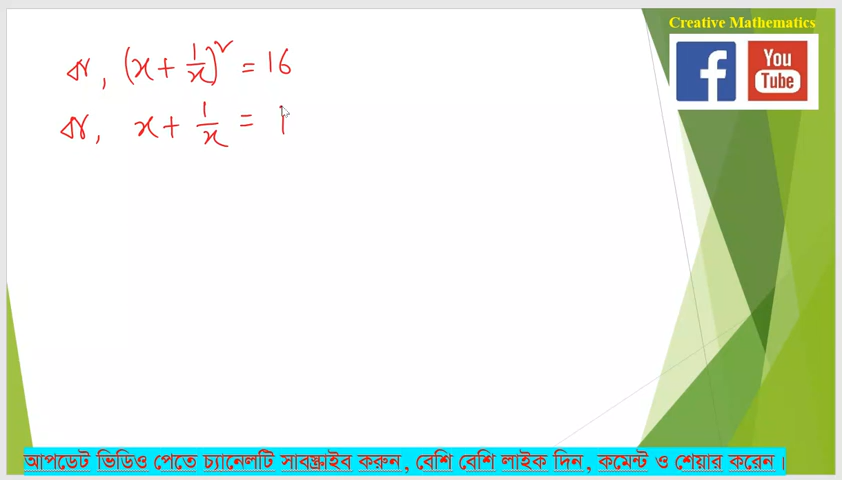 Creative Mathematics
f
You
Tube
বা, (x + 1/x)² = 16
বা, x + 1/x = 1
আপডেট ভিডিও পেতে চ্যানেলটি সাবস্ক্রাইব করুন, বেশি বেশি লাইক দিন, কমেন্ট ও শেয়ার করেন।